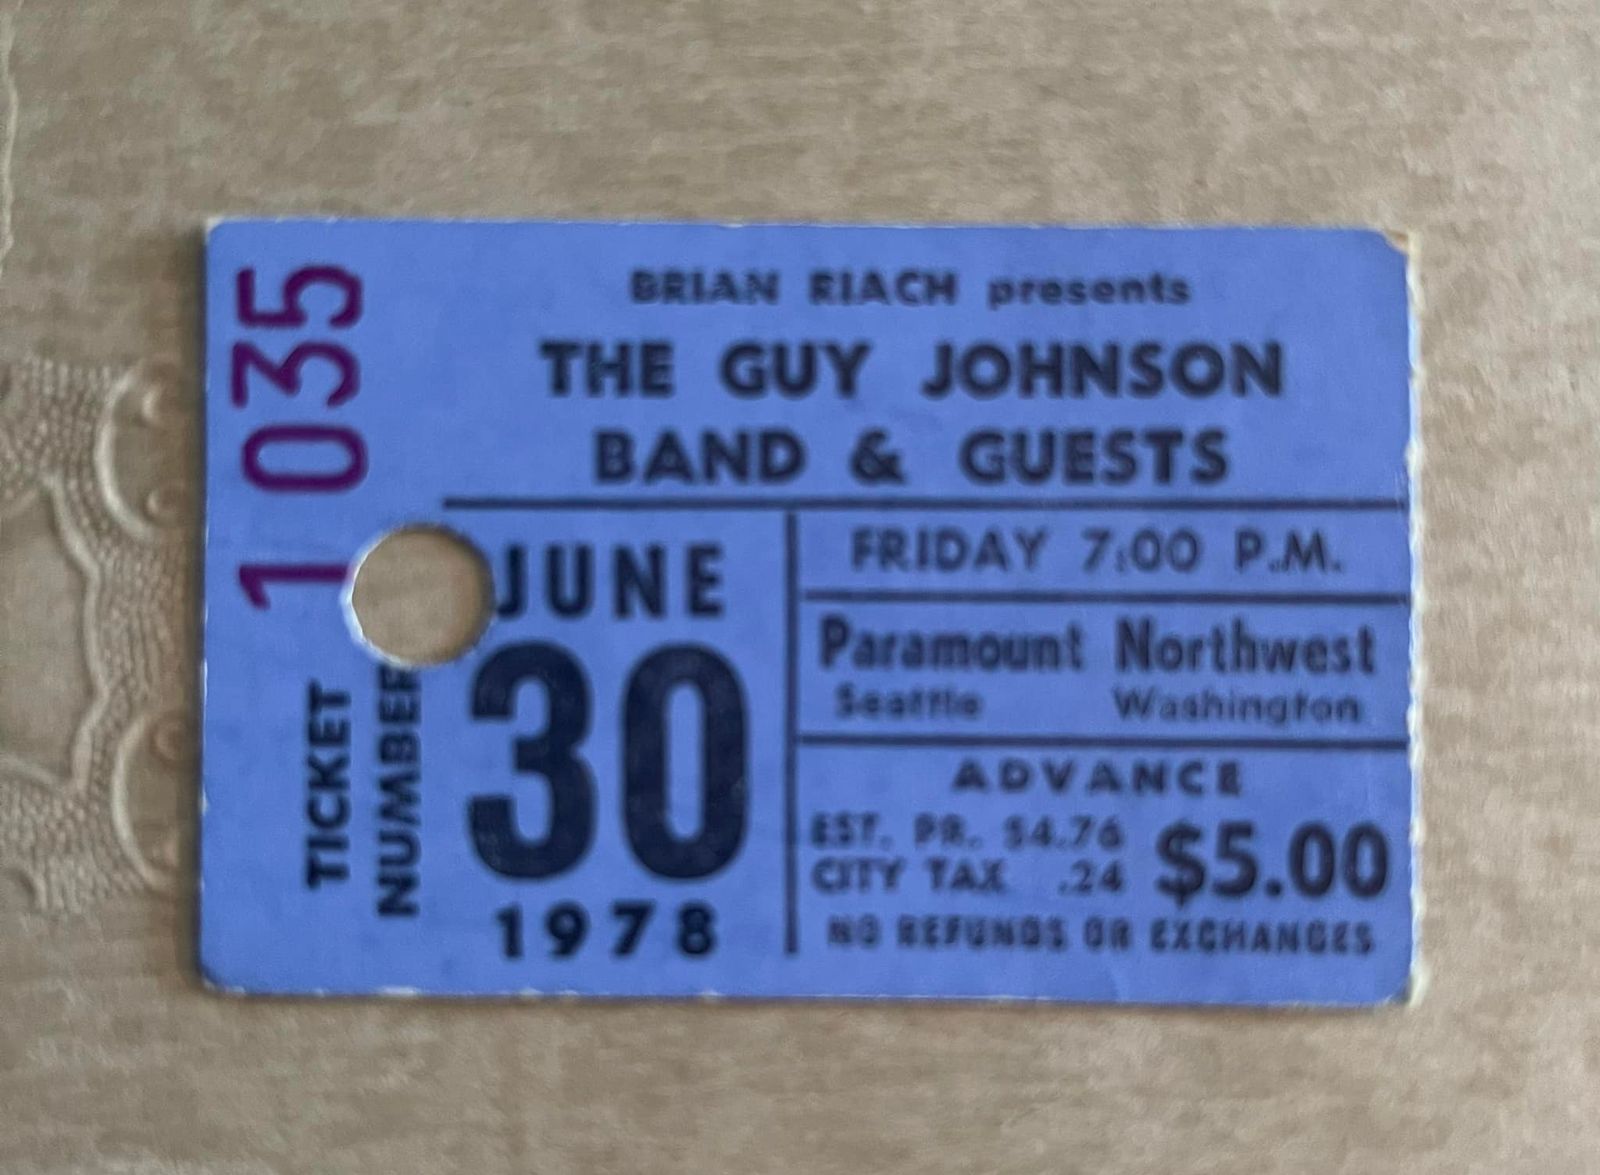 1035
TICKET
NUMBER
BRIAN RIACH presents
THE GUY JOHNSON
BAND & GUESTS
JUNE
30
1978
FRIDAY 7:00 P.M.
Paramount Northwest
Seattle Washington
ADVANCE
EST. PR. $4.76
CITY TAX .24
$5.00
NO REFUNDS OR EXCHANGES